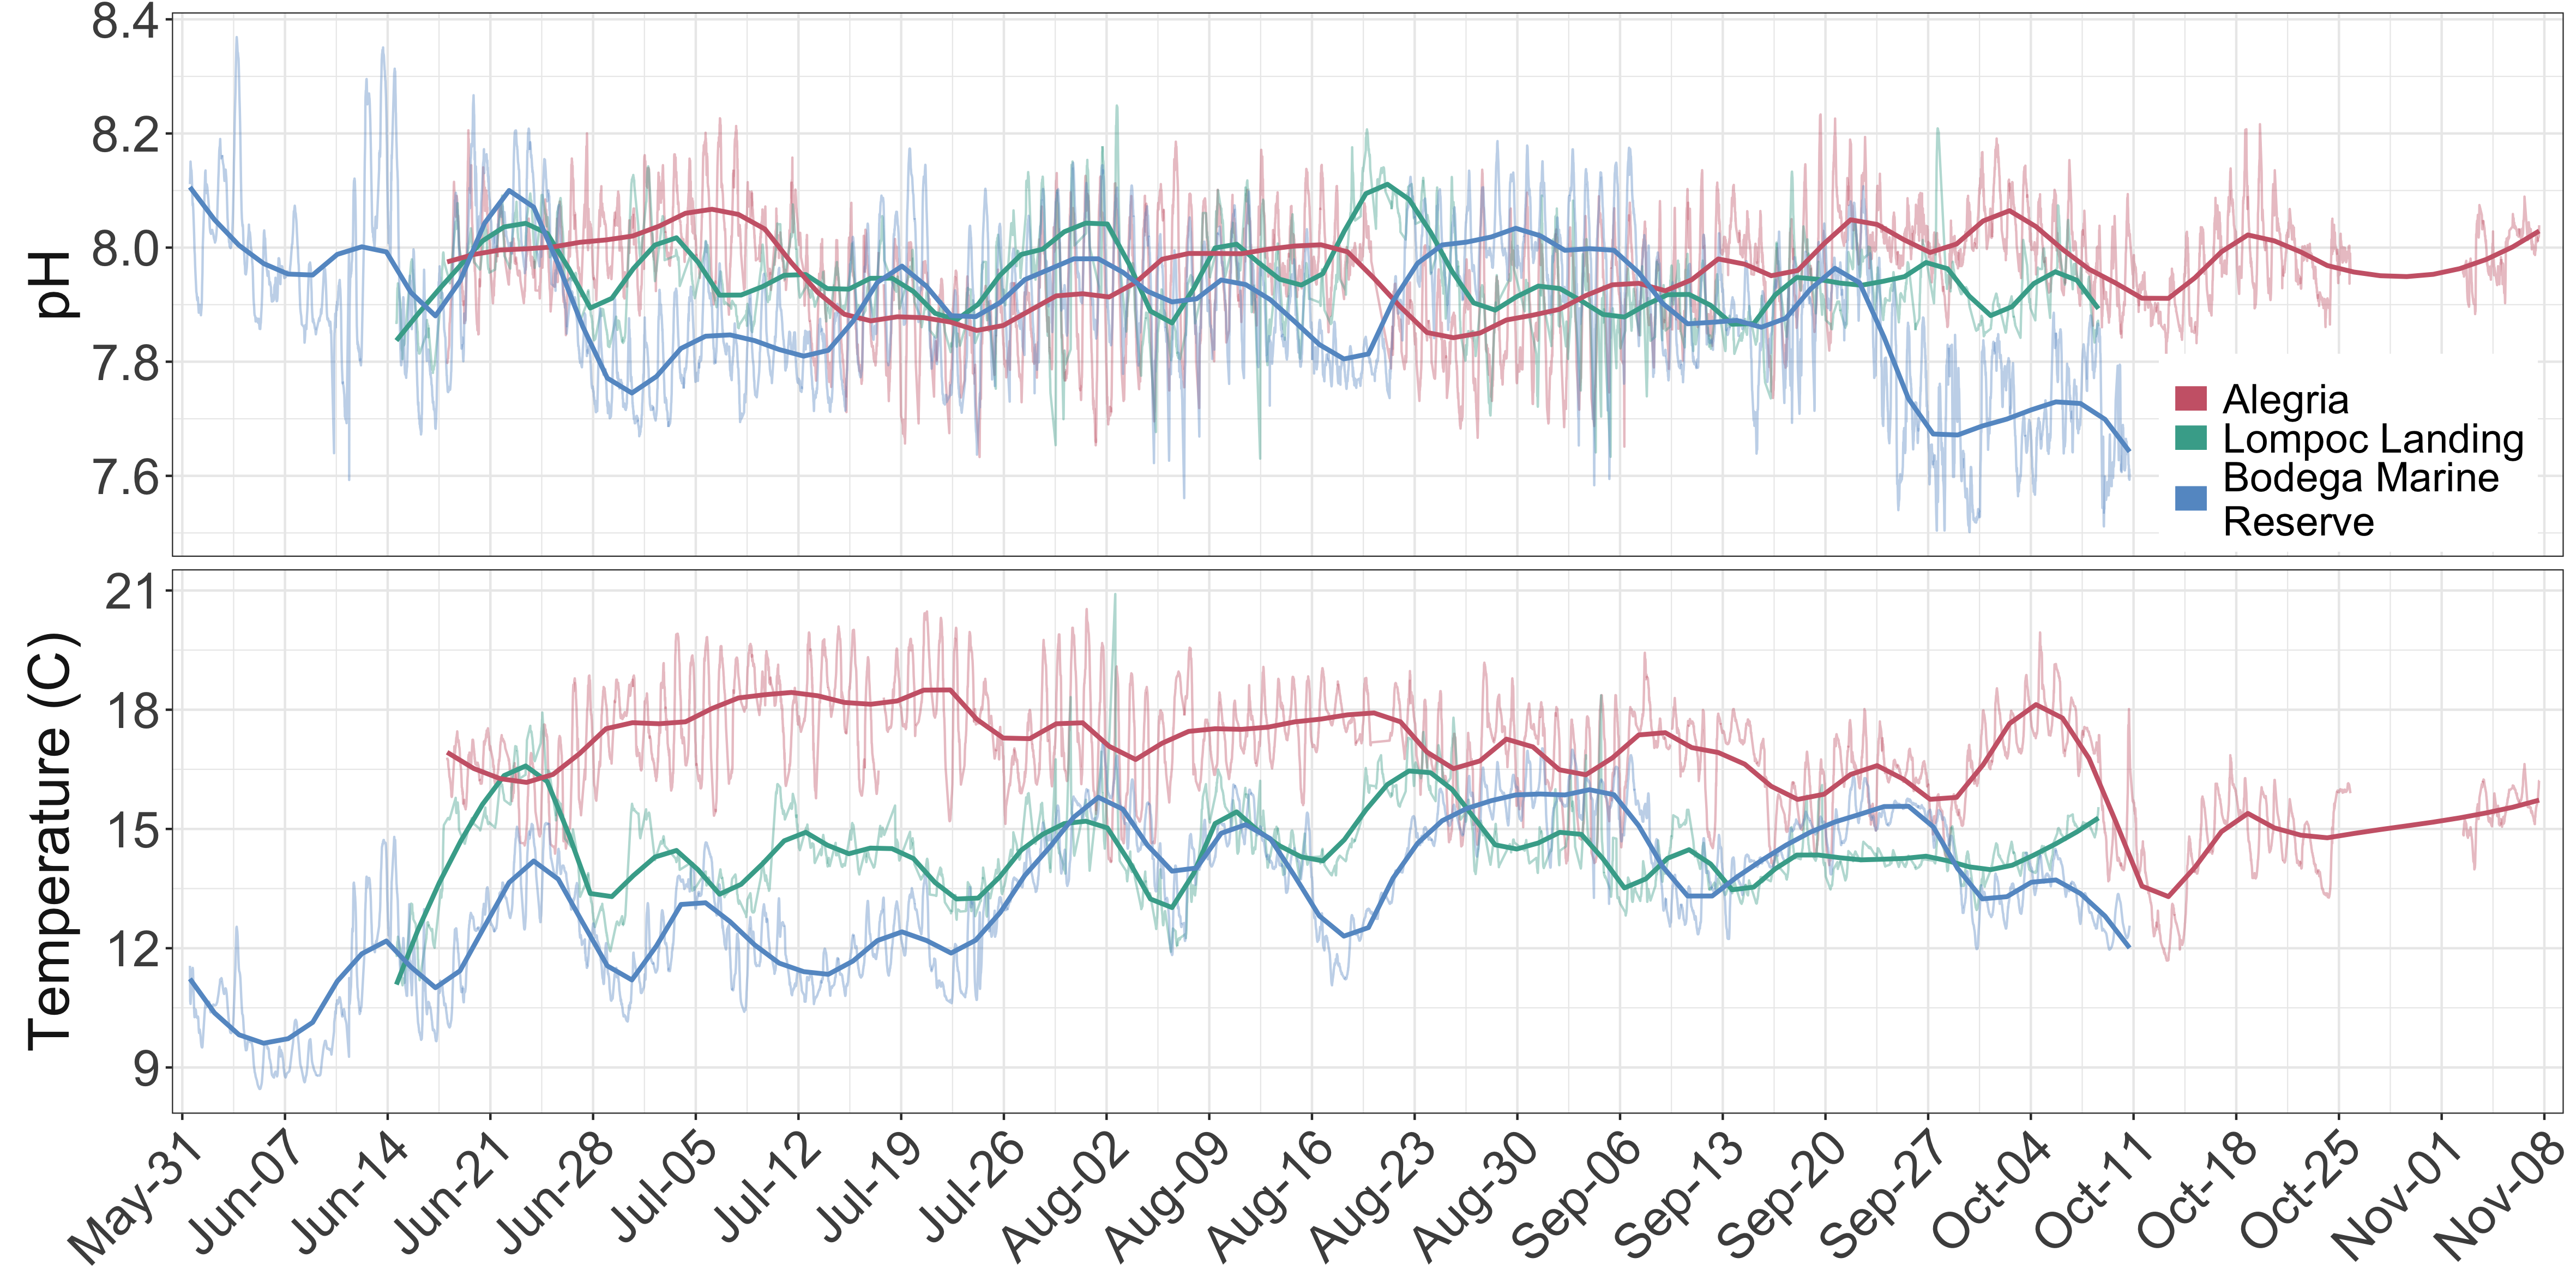 8.4
8.2
8.0
7.8
7.6
pH
Alegria
Lompoc Landing
Bodega Marine
Reserve
21
18
15
12
9
Temperature (C)
May-31
Jun-07
Jun-14
Jun-21
Jun-28
Jul-05
Jul-12
Jul-19
Jul-26
Aug-02
Aug-09
Aug-16
Aug-23
Aug-30
Sep-06
Sep-13
Sep-20
Sep-27
Oct-04
Oct-11
Oct-18
Oct-25
Nov-01
Nov-08